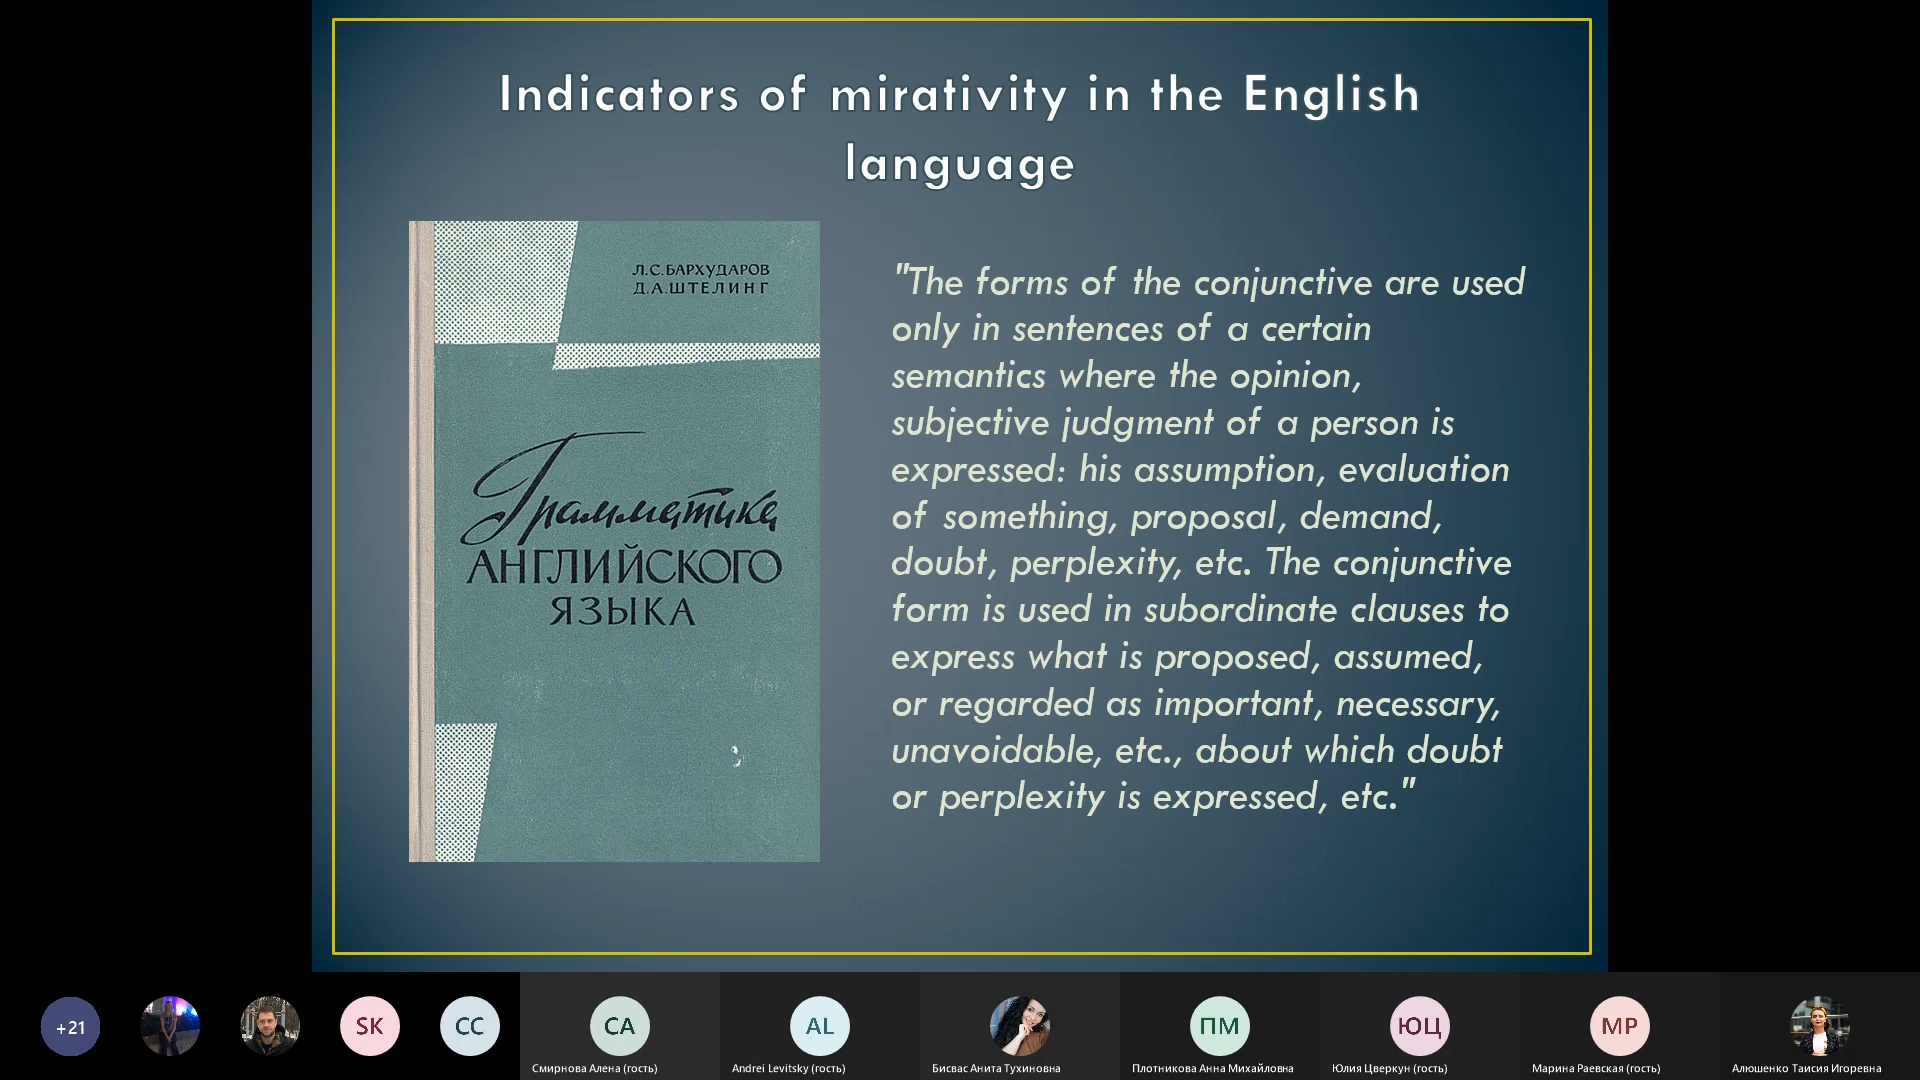 Indicators of mirativity in the English
language
Л.С.БАРХУДАРОВ
Д.А.ШТЕЛИНГ
Грамматика
АНГЛИЙСКОГО
ЯЗЫКА
"The forms of the conjunctive are used
only in sentences of a certain
semantics where the opinion,
subjective judgment of a person is
expressed: his assumption, evaluation
of something, proposal, demand,
doubt, perplexity, etc. The conjunctive
form is used in subordinate clauses to
express what is proposed, assumed,
or regarded as important, necessary,
unavoidable, etc., about which doubt
or perplexity is expressed, etc."
+21
SK
CC
CA
AL
ПМ
ЮЦ
МР
Смирнова Алена (гость)
Andrei Levitsky (гость)
Бисвас Анита Тухиновна
Плотникова Анна Михайловна
Юлия Цверкун (гость)
Марина Раевская (гость)
Алюшенко Таисия Игоревна